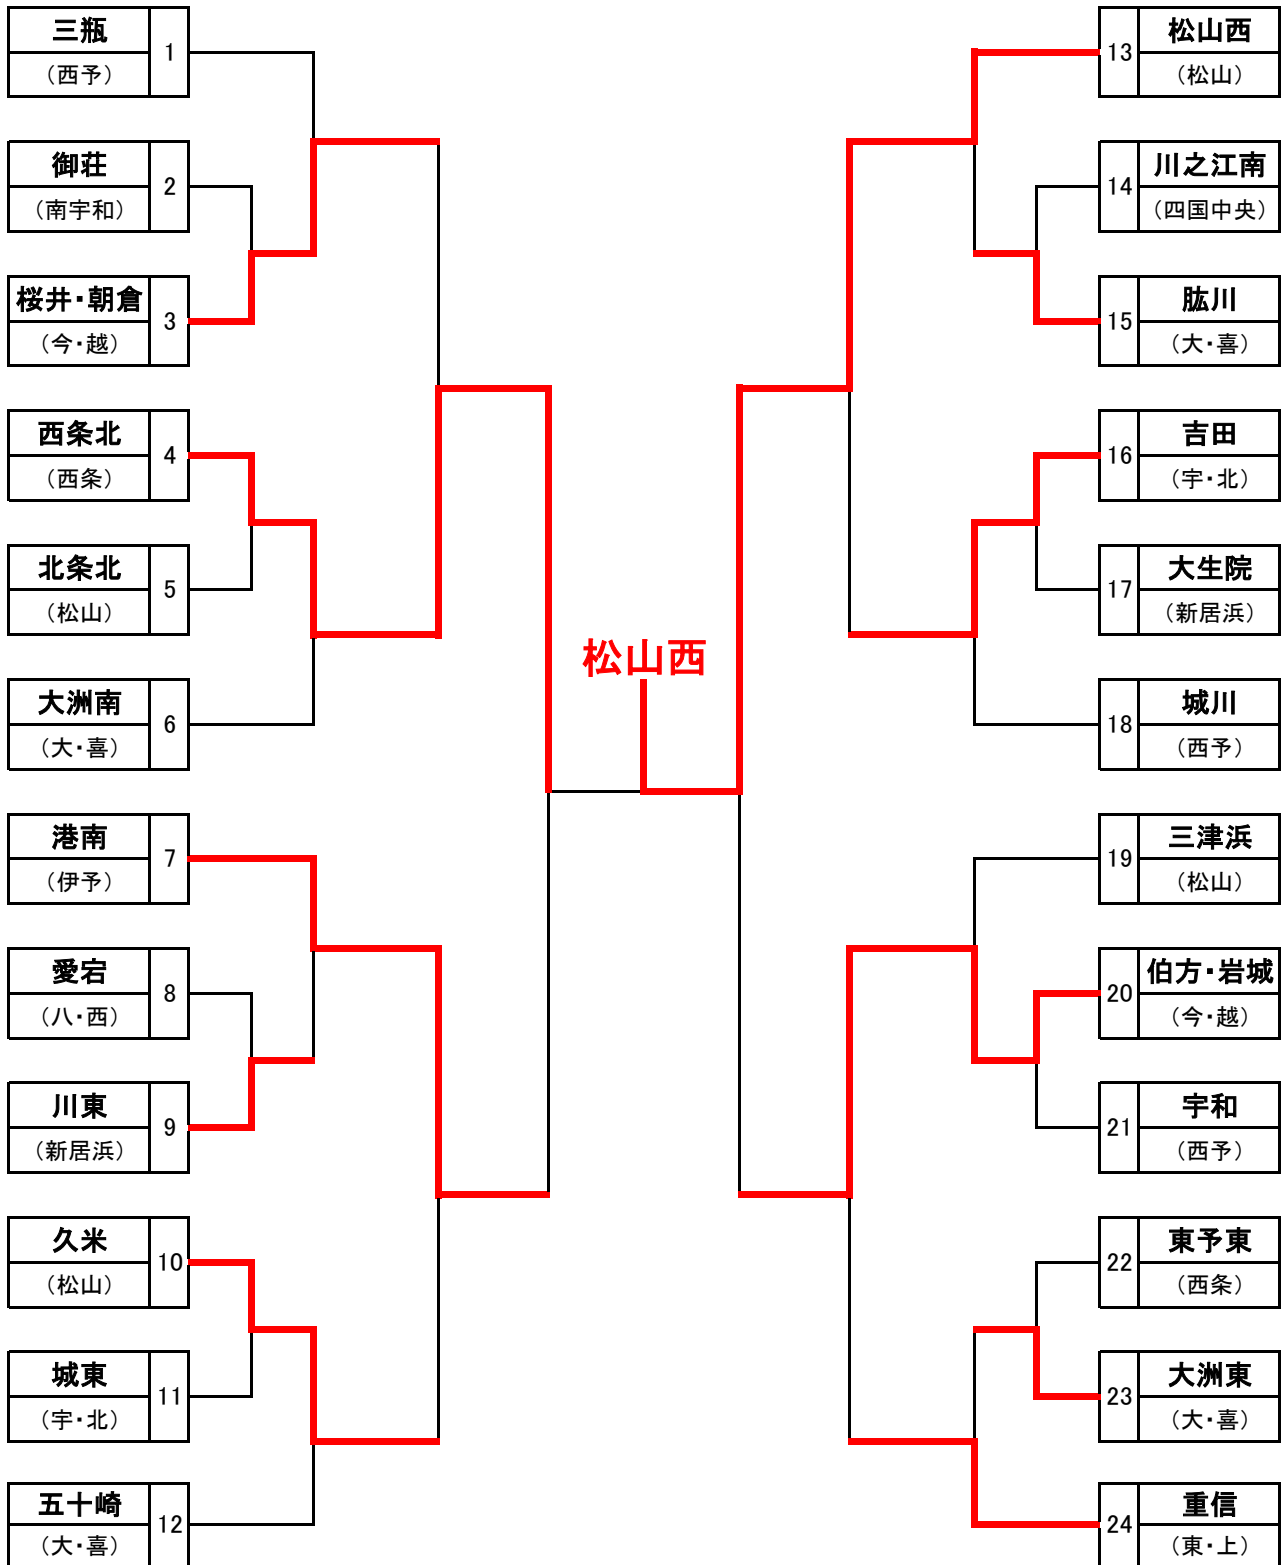 三瓶
1
（西予）
御荘
2
（南宇和）
桜井・朝倉
3
（今・越）
西条北
4
（西条）
北条北
5
（松山）
大洲南
6
（大・喜）
港南
7
（伊予）
愛宕
8
（八・西）
川東
9
（新居浜）
久米
10
（松山）
城東
11
（宇・北）
五十崎
12
（大・喜）
松山西
松山西
13
（松山）
川之江南
14
（四国中央）
肱川
15
（大・喜）
吉田
16
（宇・北）
大生院
17
（新居浜）
城川
18
（西予）
三津浜
19
（松山）
伯方・岩城
20
（今・越）
宇和
21
（西予）
東予東
22
（西条）
大洲東
23
（大・喜）
重信
24
（東・上）